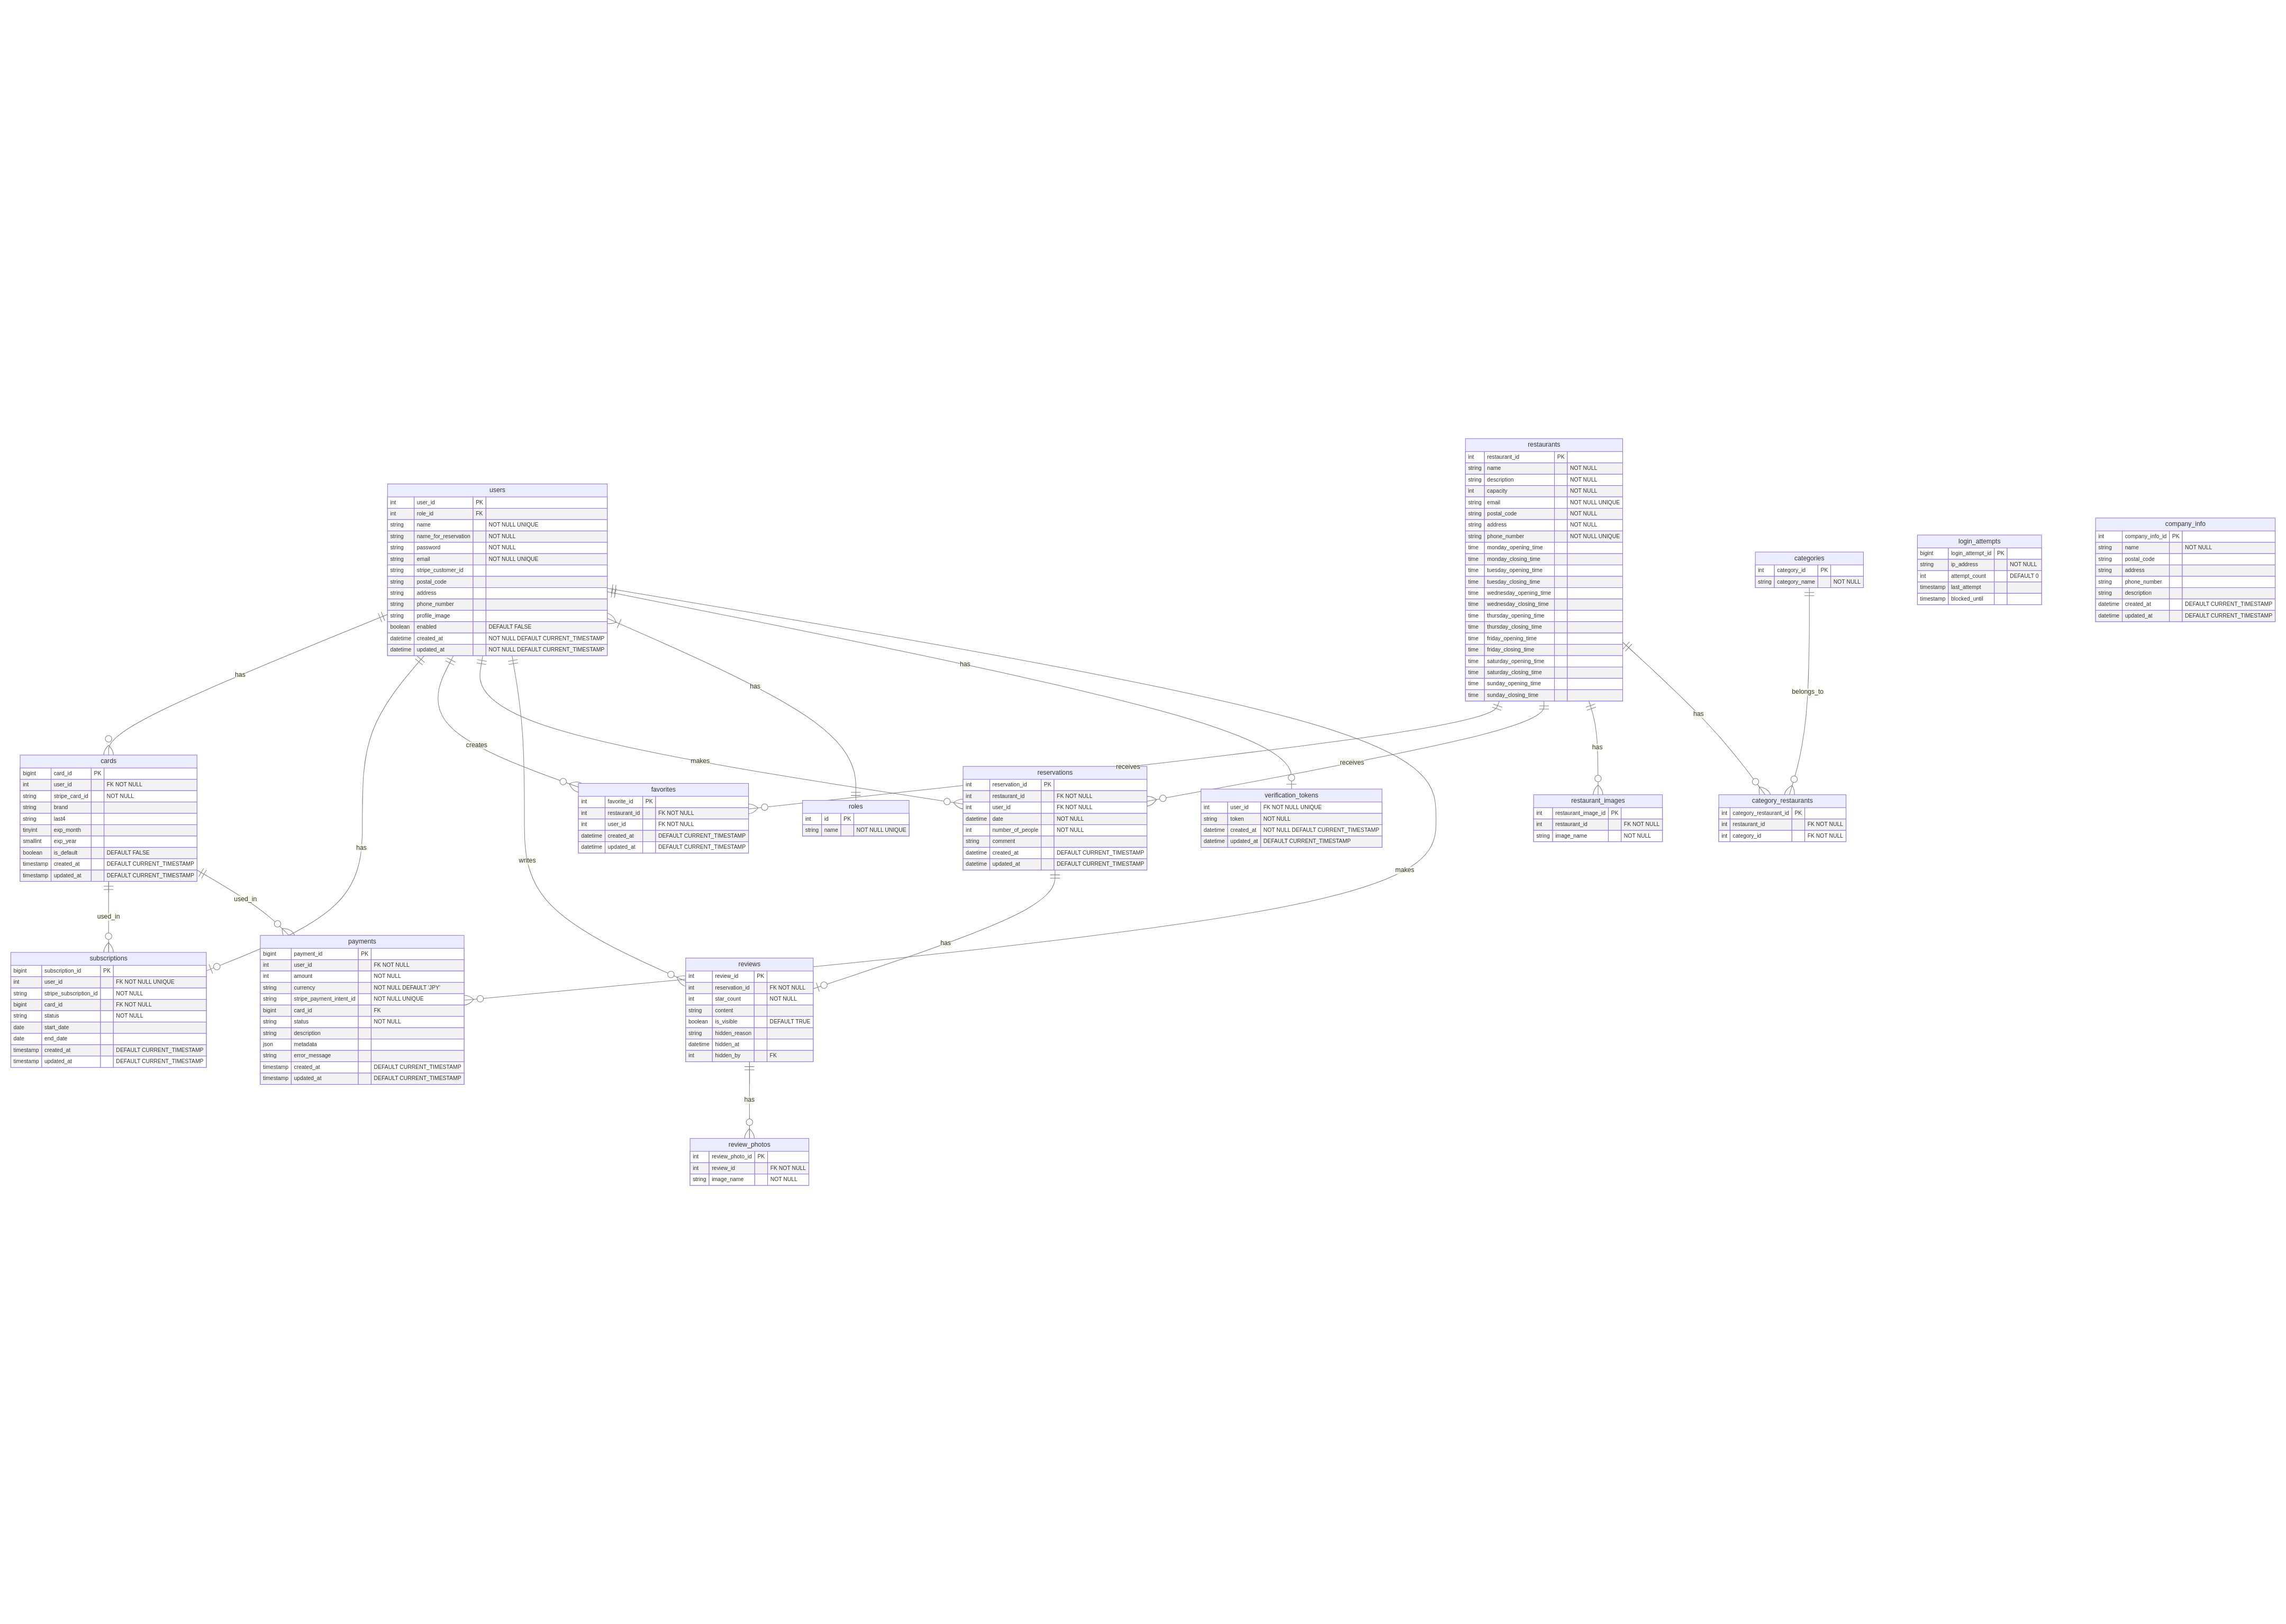 users
int user_id PK
int role_id FK
string name NOT NULL UNIQUE
string name_for_reservation NOT NULL
string password NOT NULL
string email NOT NULL UNIQUE
string stripe_customer_id
string postal_code
string address
string phone_number
string profile_image
boolean enabled DEFAULT FALSE
datetime created_at NOT NULL DEFAULT CURRENT_TIMESTAMP
datetime updated_at NOT NULL DEFAULT CURRENT_TIMESTAMP
restaurants
int restaurant_id PK
string name NOT NULL
string description NOT NULL
int capacity NOT NULL
string email NOT NULL UNIQUE
string postal_code NOT NULL
string address NOT NULL
string phone_number NOT NULL UNIQUE
time monday_opening_time
time monday_closing_time
time tuesday_opening_time
time tuesday_closing_time
time wednesday_opening_time
time wednesday_closing_time
time thursday_opening_time
time thursday_closing_time
time friday_opening_time
time friday_closing_time
time saturday_opening_time
time saturday_closing_time
time sunday_opening_time
time sunday_closing_time
categories
int category_id PK
string category_name NOT NULL
login_attempts
bigint login_attempt_id PK
string ip_address NOT NULL
int attempt_count DEFAULT 0
timestamp last_attempt
timestamp blocked_until
company_info
int company_info_id PK
string name NOT NULL
string postal_code
string address
string phone_number
string description
datetime created_at DEFAULT CURRENT_TIMESTAMP
datetime updated_at DEFAULT CURRENT_TIMESTAMP
has
has
has
belongs_to
has
creates
makes
receives
receives
has
cards
bigint card_id PK
int user_id FK NOT NULL
string stripe_card_id NOT NULL
string brand
string last4
tinyint exp_month
smallint exp_year
boolean is_default DEFAULT FALSE
timestamp created_at DEFAULT CURRENT_TIMESTAMP
timestamp updated_at DEFAULT CURRENT_TIMESTAMP
favorites
int favorite_id PK
int restaurant_id FK NOT NULL
int user_id FK NOT NULL
datetime created_at DEFAULT CURRENT_TIMESTAMP
datetime updated_at DEFAULT CURRENT_TIMESTAMP
roles
int id PK
string name NOT NULL UNIQUE
reservations
int reservation_id PK
int restaurant_id FK NOT NULL
int user_id FK NOT NULL
datetime date NOT NULL
int number_of_people NOT NULL
string comment
datetime created_at DEFAULT CURRENT_TIMESTAMP
datetime updated_at DEFAULT CURRENT_TIMESTAMP
verification_tokens
int user_id FK NOT NULL UNIQUE
string token NOT NULL
datetime created_at NOT NULL DEFAULT CURRENT_TIMESTAMP
datetime updated_at DEFAULT CURRENT_TIMESTAMP
restaurant_images
int restaurant_image_id PK
int restaurant_id FK NOT NULL
string image_name NOT NULL
category_restaurants
int category_restaurant_id PK
int restaurant_id FK NOT NULL
int category_id FK NOT NULL
has
writes
makes
used_in
used_in
has
subscriptions
bigint subscription_id PK
int user_id FK NOT NULL UNIQUE
string stripe_subscription_id NOT NULL
bigint card_id FK NOT NULL
string status NOT NULL
date start_date
date end_date
timestamp created_at DEFAULT CURRENT_TIMESTAMP
timestamp updated_at DEFAULT CURRENT_TIMESTAMP
payments
bigint payment_id PK
int user_id FK NOT NULL
int amount NOT NULL
string currency NOT NULL DEFAULT 'JPY'
string stripe_payment_intent_id NOT NULL UNIQUE
bigint card_id FK
string status NOT NULL
string description
json metadata
string error_message
timestamp created_at DEFAULT CURRENT_TIMESTAMP
timestamp updated_at DEFAULT CURRENT_TIMESTAMP
reviews
int review_id PK
int reservation_id FK NOT NULL
int star_count NOT NULL
string content
boolean is_visible DEFAULT TRUE
string hidden_reason
datetime hidden_at
int hidden_by FK
has
review_photos
int review_photo_id PK
int review_id FK NOT NULL
string image_name NOT NULL